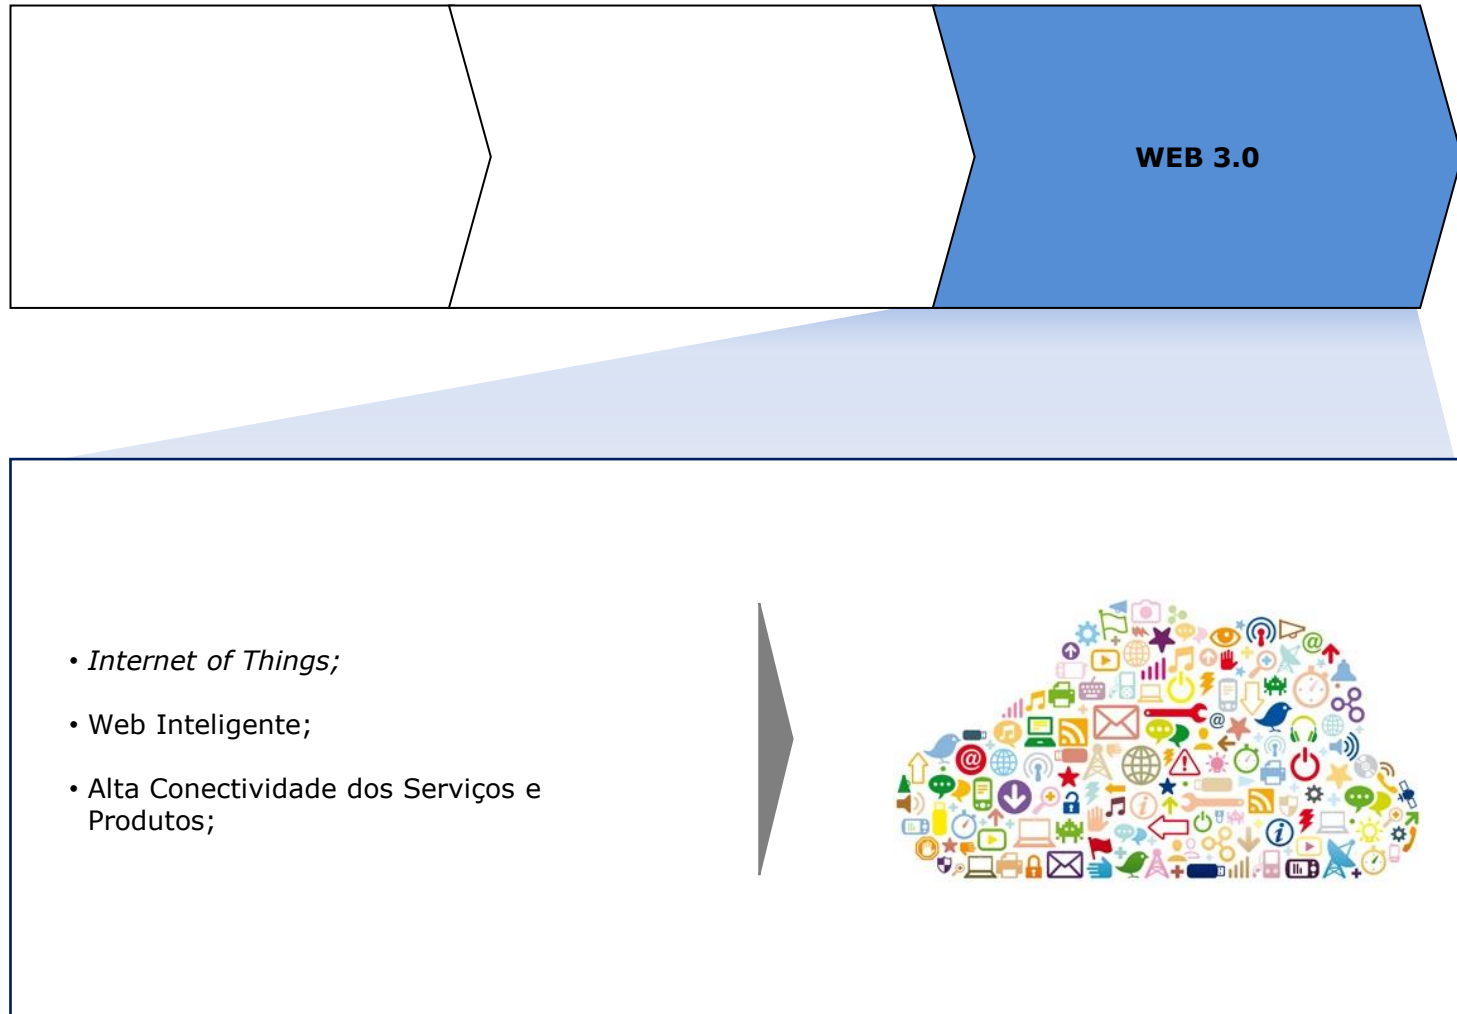 WEB 3.0
• Internet of Things;
• Web Inteligente;
• Alta Conectividade dos Serviços e
Produtos;